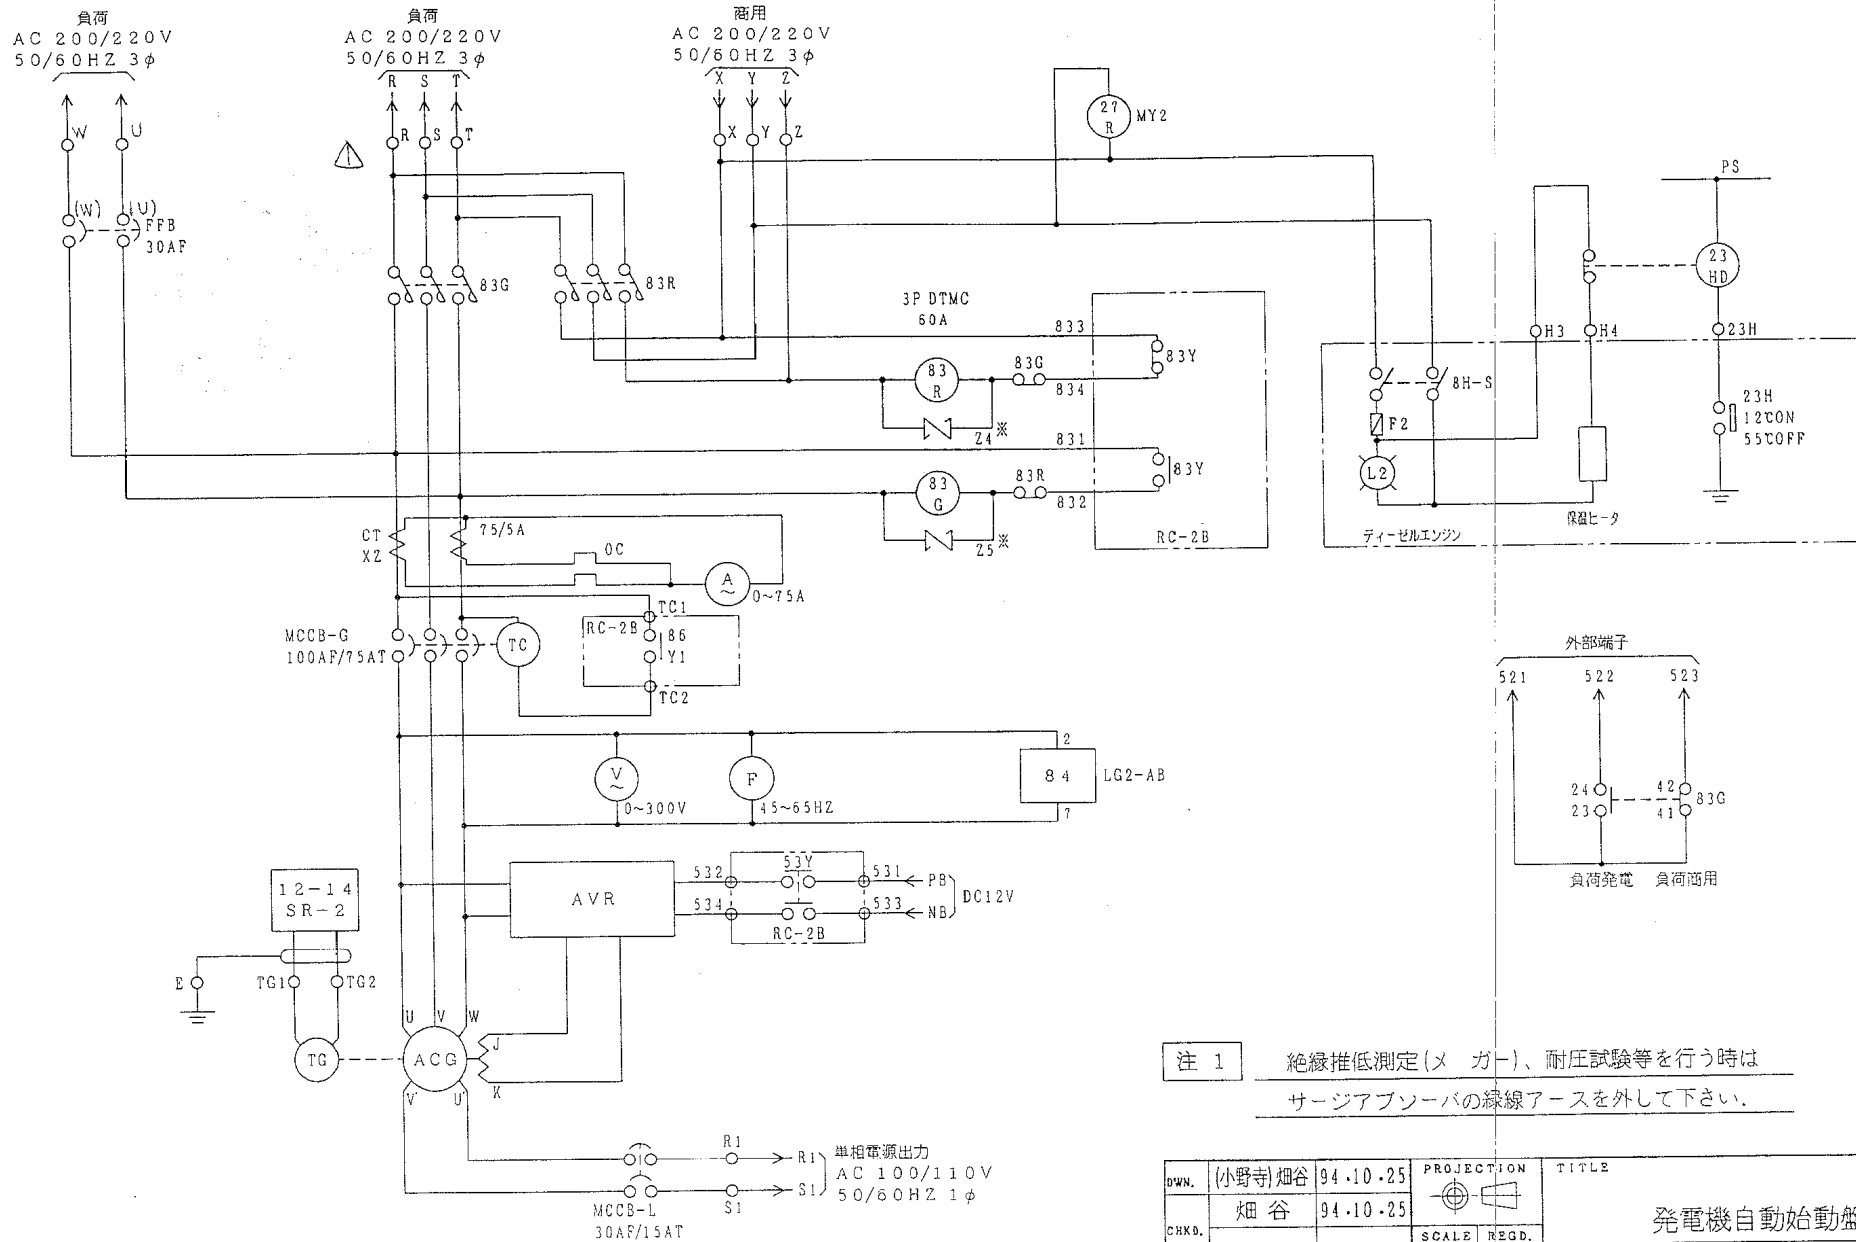 負荷
AC 200/220V
50/60HZ 3φ
W
U
(W)
(U)
FFB
30AF
負荷
AC 200/220V
50/60HZ 3φ
R S T
R S T
商用
AC 200/220V
50/60HZ 3φ
X Y Z
X Y Z
27
R
MY2
83G
83R
3P DTMC
60A
833
83Y
83
R
83G
834
Z4※
831
83Y
83
G
83R
832
Z5※
RC-2B
8H-S
F2
L2
ディーゼルエンジン
H3
H4
保温ヒータ
PS
23
HD
23H
23H
12℃ON
55℃OFF
CT
X2
75/5A
OC
A
~
0~75A
MCCB-G
100AF/75AT
TC
TC1
RC-2B
86
Y1
TC2
V
~
0~300V
F
45~65HZ
2
84
7
LG2-AB
外部端子
521 522 523
24
23
42
41
83G
負荷発電 負荷商用
12-14
SR-2
E
TG1
TG2
TG
AVR
532
534
53Y
RC-2B
531
533
PB
NB
DC12V
U V W
ACG
J
K
V'
U'
MCCB-L
30AF/15AT
R1
S1
R1
S1
単相電源出力
AC 100/110V
50/60HZ 1φ
注 1
絶縁推低測定(メ ガー)、耐圧試験等を行う時は
サージアブソーバの緑線アースを外して下さい.
DWN. (小野寺)畑谷 94.10.25
CHKD. 畑谷 94.10.25
PROJECTION
SCALE REGD.
TITLE
発電機自動始動盤